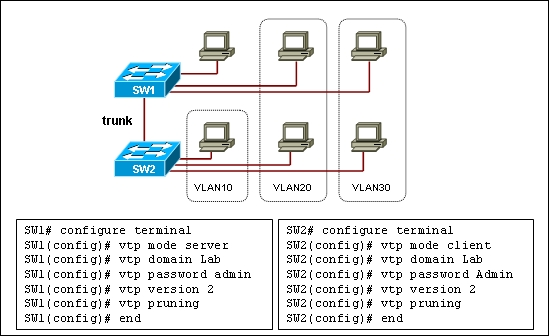 SW1
trunk
SW2
VLAN10
VLAN20
VLAN30
SW1# configure terminal
SW1(config)# vtp mode server
SW1(config)# vtp domain Lab
SW1(config)# vtp password admin
SW1(config)# vtp version 2
SW1(config)# vtp pruning
SW1(config)# end
SW2# configure terminal
SW2(config)# vtp mode client
SW2(config)# vtp domain Lab
SW2(config)# vtp password Admin
SW2(config)# vtp version 2
SW2(config)# vtp pruning
SW2(config)# end